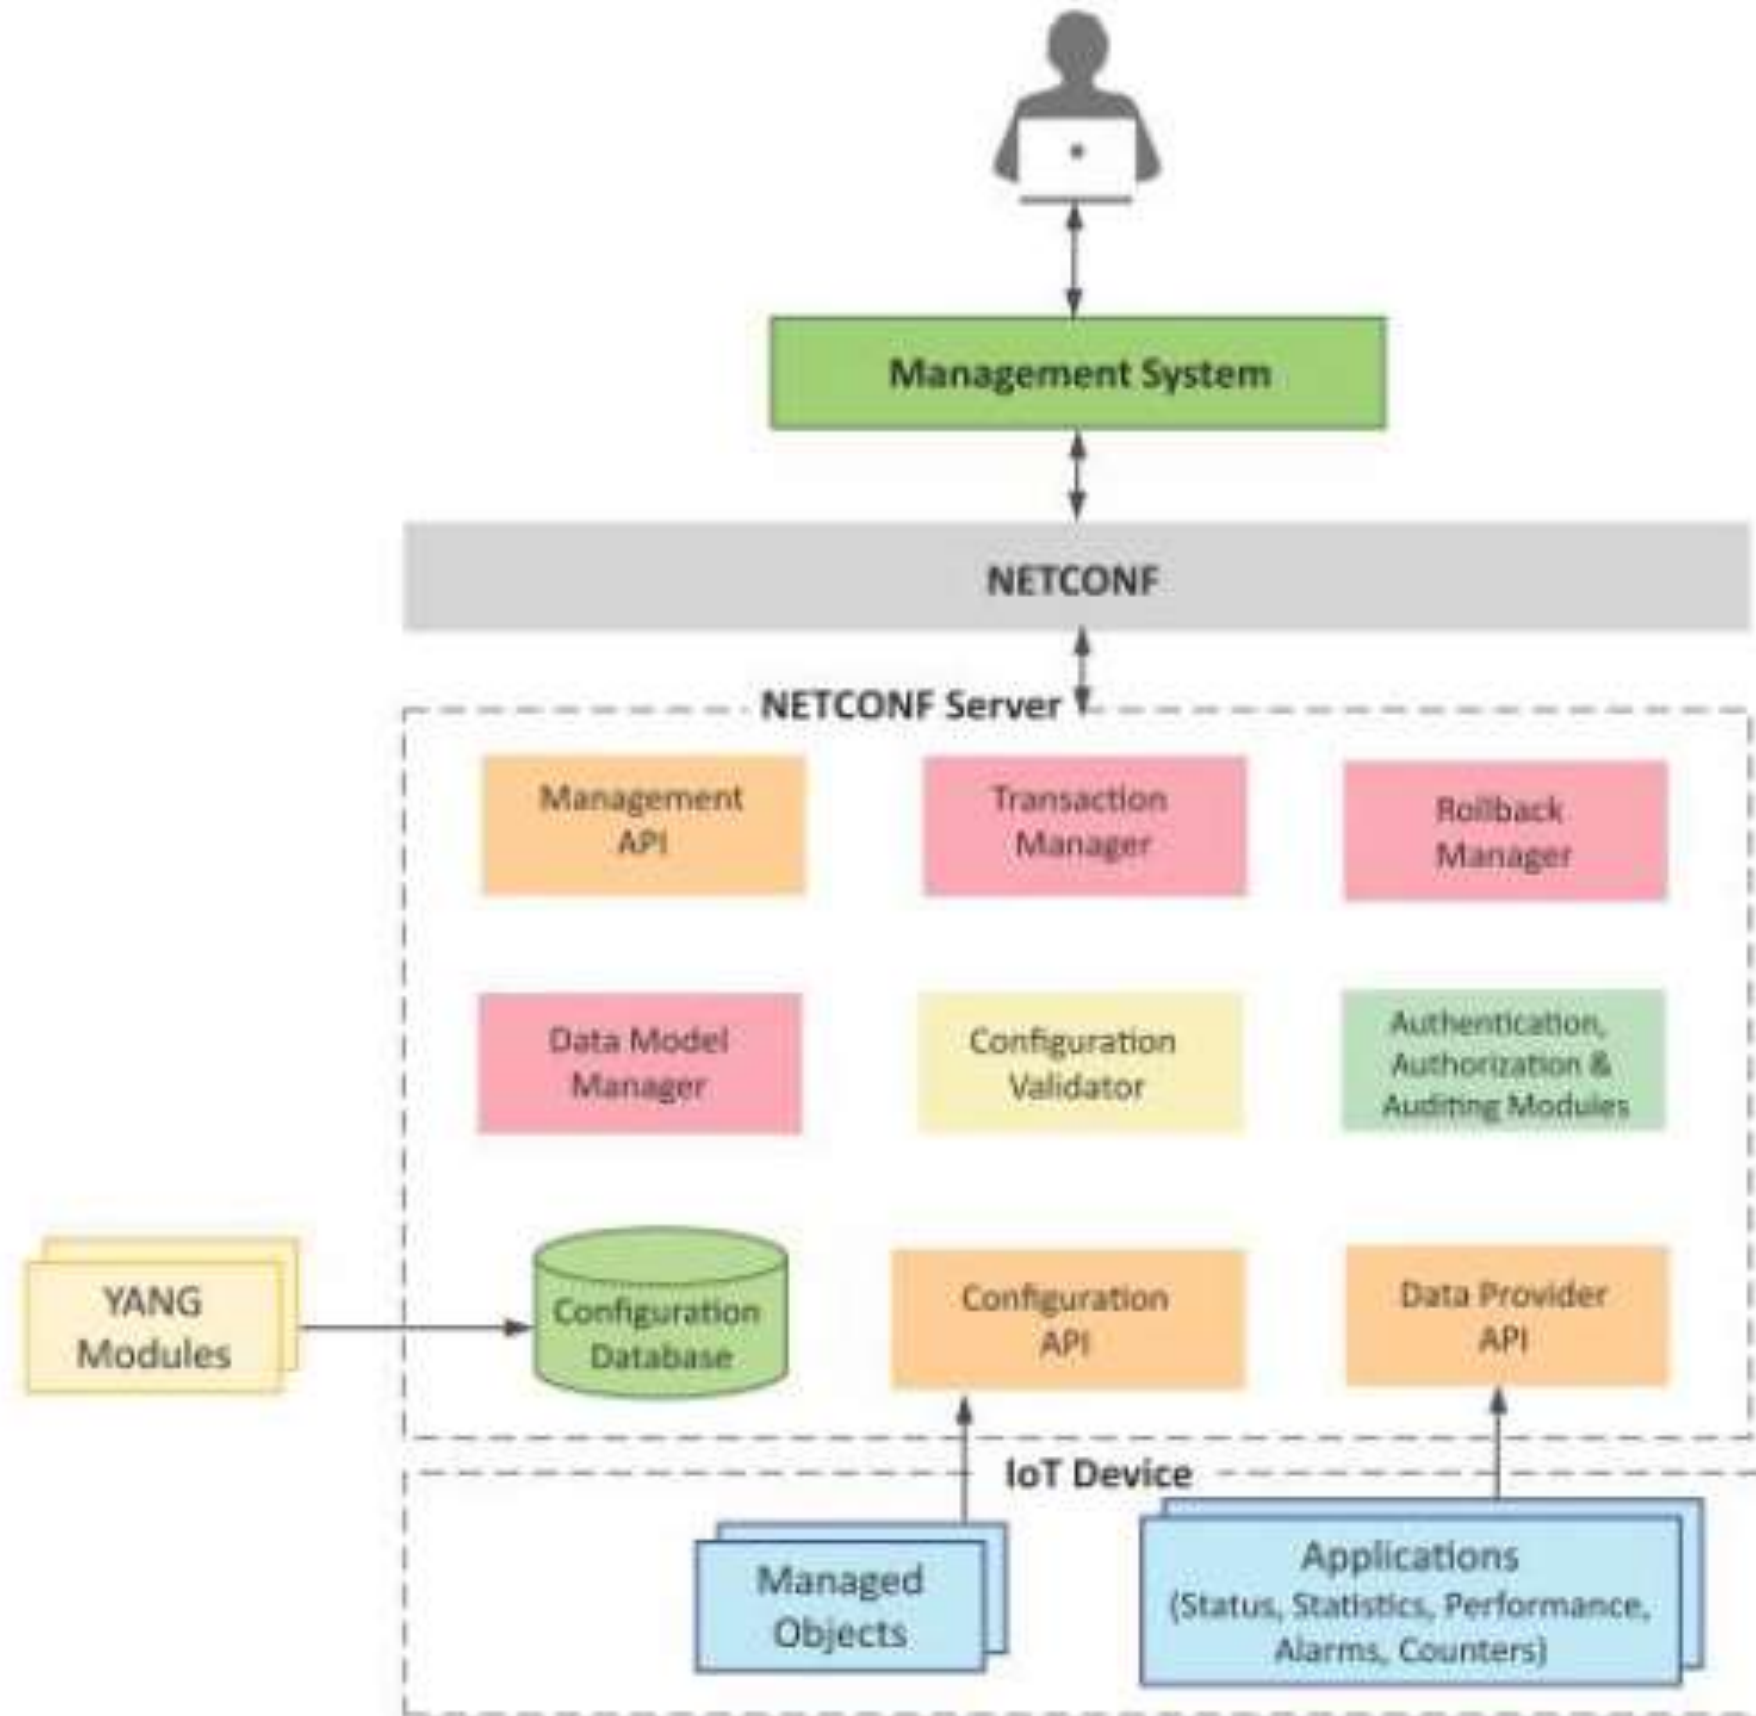 Management System
NETCONF
NETCONF Server
Management
API
Transaction
Manager
Rollback
Manager
Data Model
Manager
Configuration
Validator
Authentication,
Authorization &
Auditing Modules
YANG
Modules
Configuration
Database
Configuration
API
Data Provider
API
IoT Device
Managed
Objects
Applications
(Status, Statistics, Performance,
Alarms, Counters)